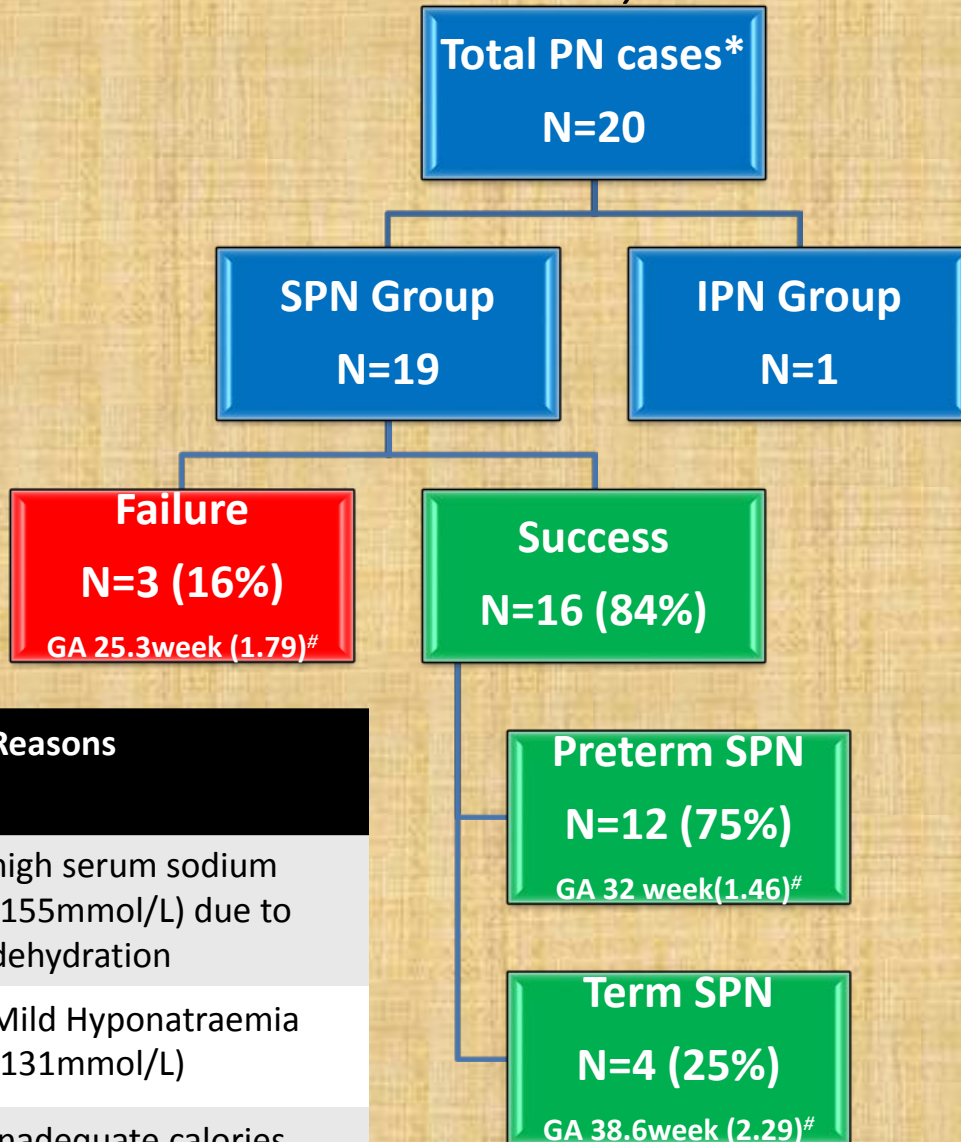 Total PN cases*
N=20
SPN Group
N=19
IPN Group
N=1
Failure
N=3 (16%)
GA 25.3week (1.79)#
Success
N=16 (84%)
Preterm SPN
N=12 (75%)
GA 32 week(1.46)#
Term SPN
N=4 (25%)
GA 38.6week (2.29)#
Reasons
high serum sodium
(155mmol/L) due to
dehydration
Mild Hyponatraemia
(131mmol/L)
inadequate calories